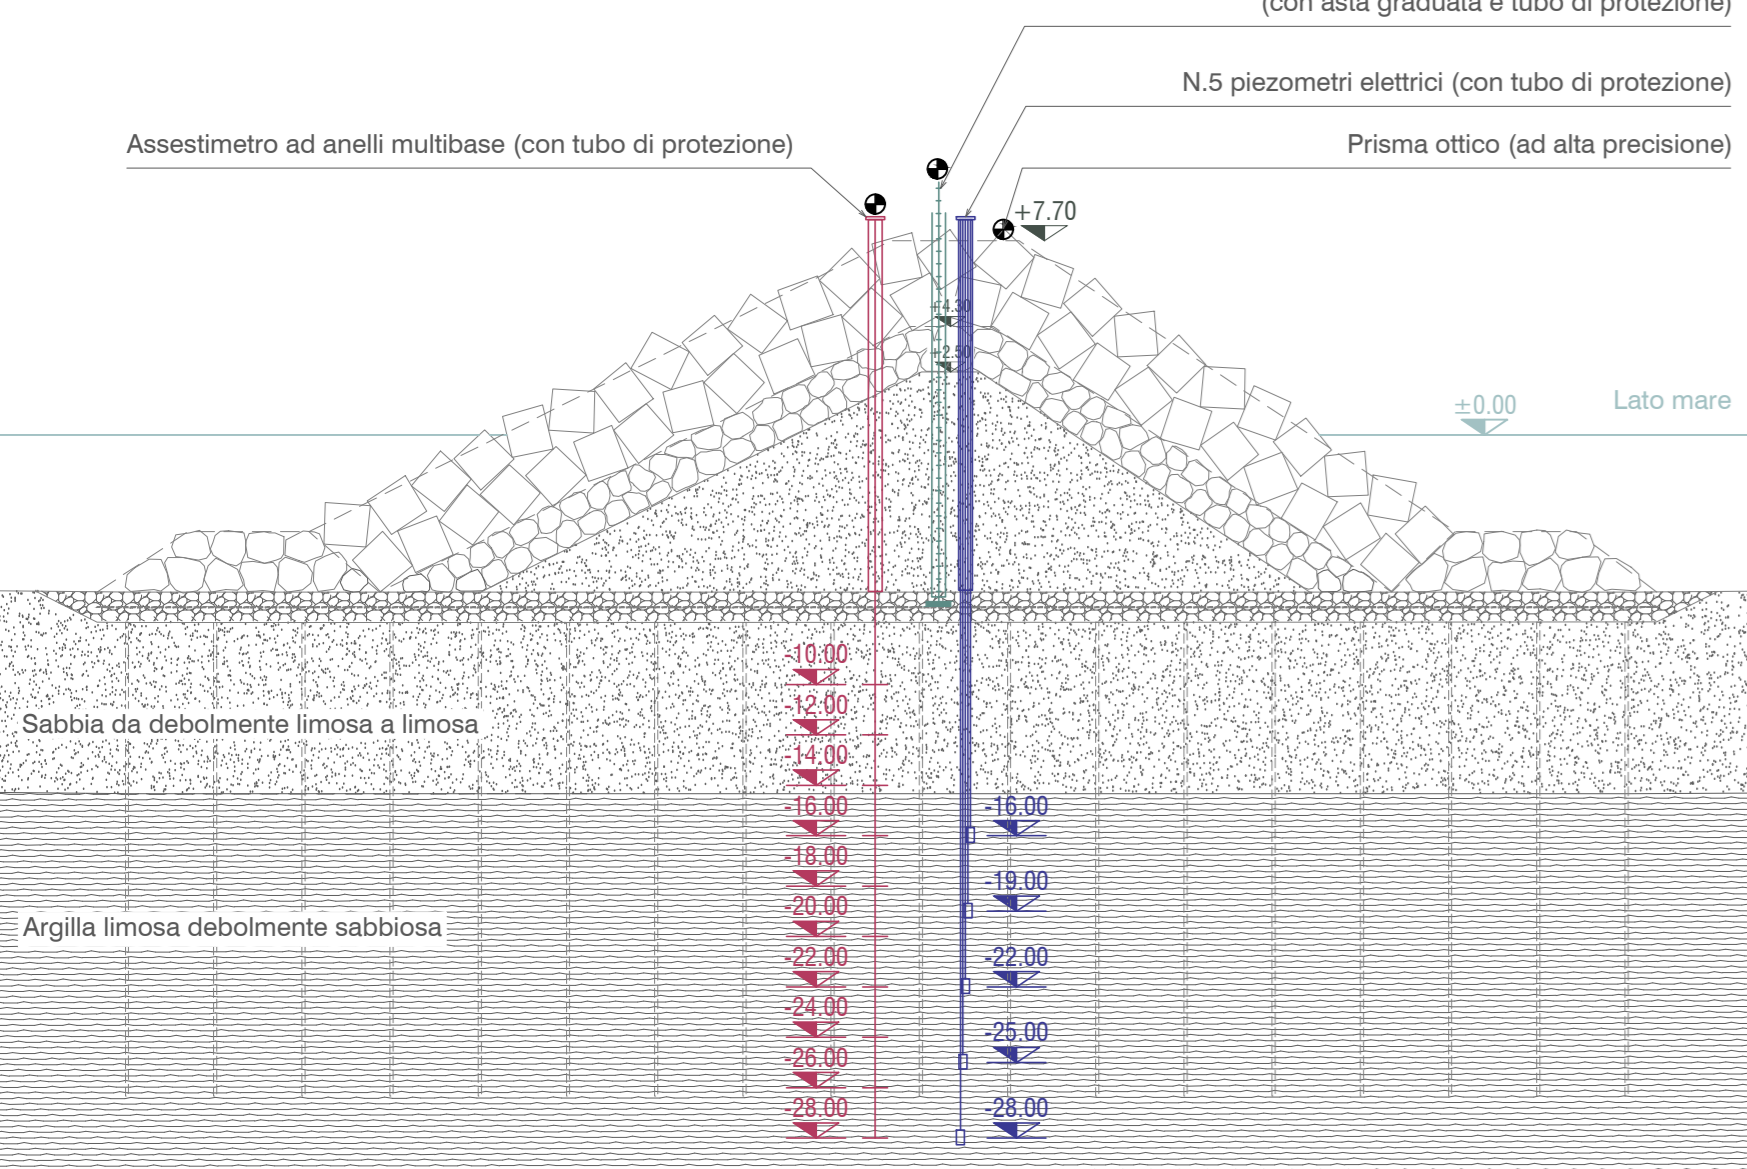 (con asta graduata e tubo di protezione)
N.5 piezometri elettrici (con tubo di protezione)
Assestimetro ad anelli multibase (con tubo di protezione)
Prisma ottico (ad alta precisione)
+7.70
+4.30
+2.50
±0.00
Lato mare
-10.00
-12.00
Sabbia da debolmente limosa a limosa
-14.00
-16.00
-16.00
-18.00
-19.00
-20.00
Argilla limosa debolmente sabbiosa
-22.00
-22.00
-24.00
-25.00
-26.00
-28.00
-28.00